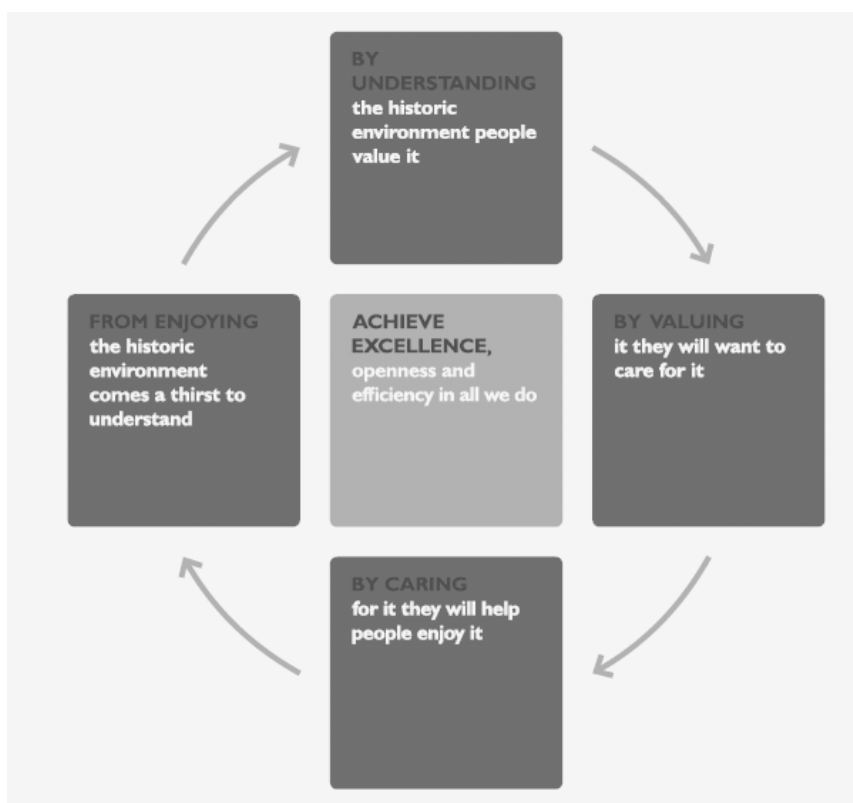 BY
UNDERSTANDING
the historic
environment people
value it
FROM ENJOYING
the historic
environment
comes a thirst to
understand
ACHIEVE
EXCELLENCE,
openness and
efficiency in all we do
BY VALUING
it they will want to
care for it
BY CARING
for it they will help
people enjoy it